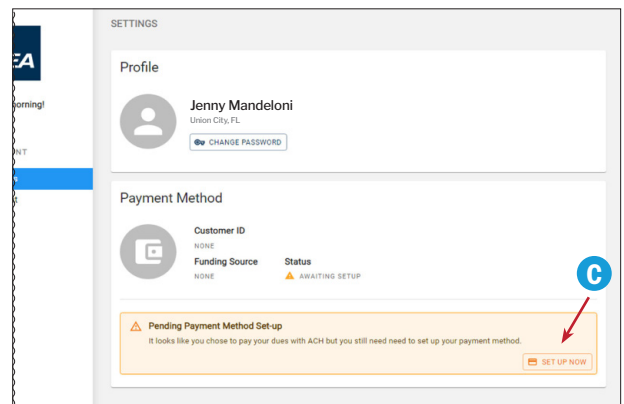 SETTINGS
EA
orning!
NT
Profile
Jenny Mandeloni
Union City, FL
CHANGE PASSWORD
Payment Method
Customer ID
NONE
Funding Source Status
NONE AWAITING SETUP
C
Pending Payment Method Set-up
It looks like you chose to pay your dues with ACH but you still need need to set up your payment method.
SET UP NOW